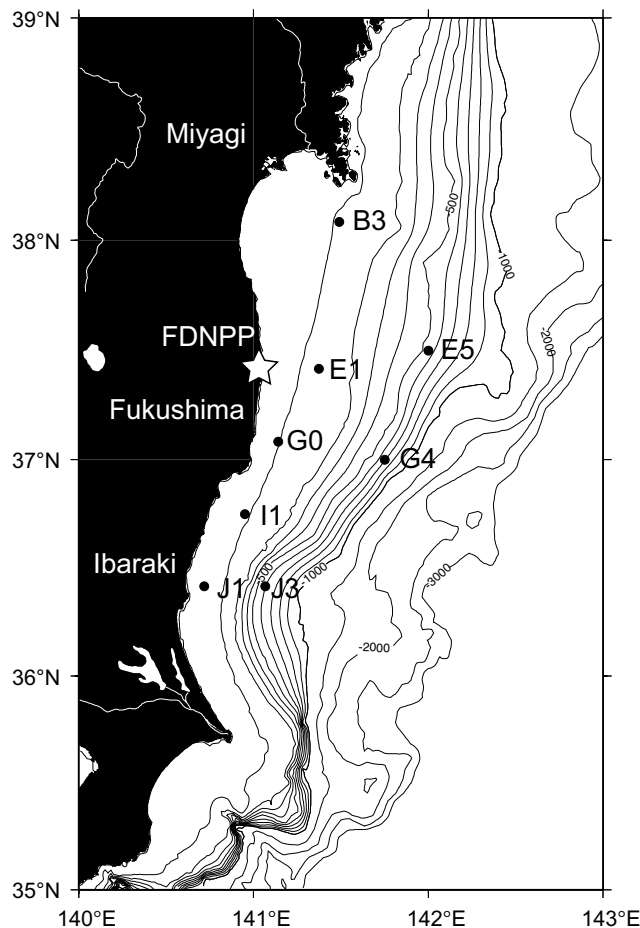 39°N
Miyagi
-500
B3
38°N
-1000
-2000
FDNPP
E5
E1
Fukushima
G0
37°N
G4
I1
Ibaraki
-500
-1000
-3000
J1
J3
-2000
36°N
35°N
140°E
141°E
142°E
143°E